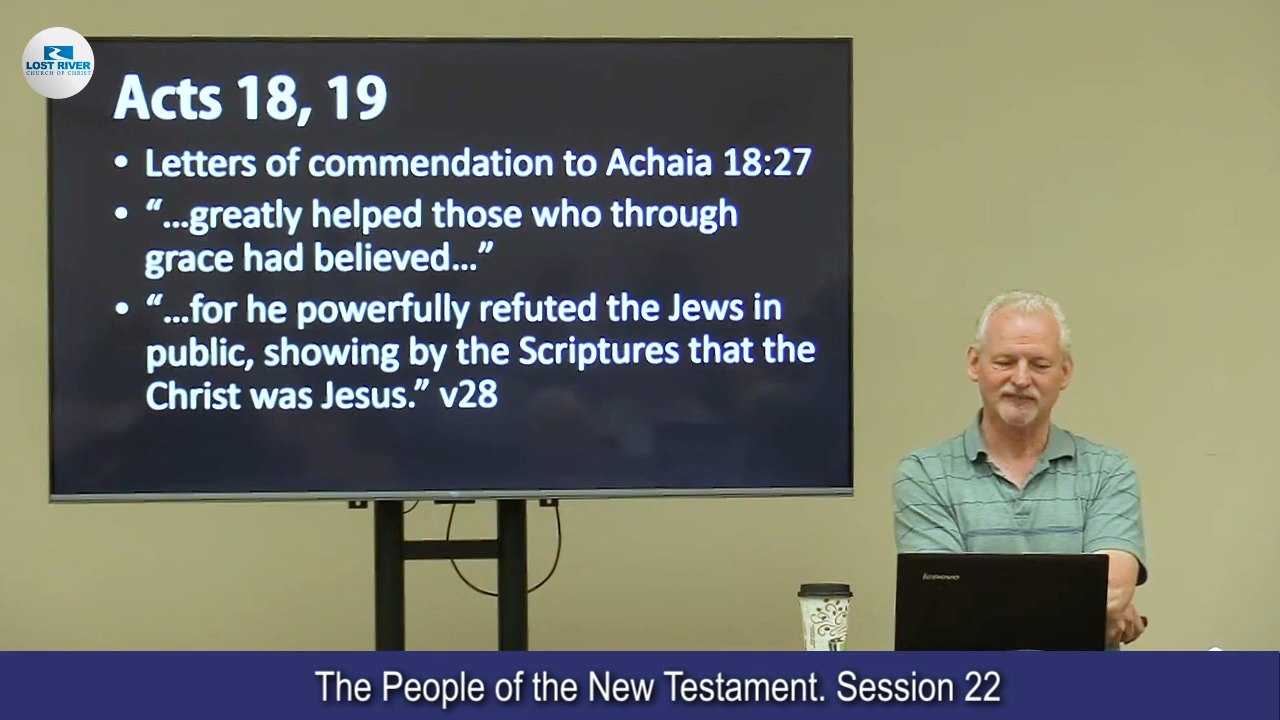 LOST RIVER
CHURCH OF CHRIST
Acts 18, 19
• Letters of commendation to Achaia 18:27
• “...greatly helped those who through
grace had believed...”
• “...for he powerfully refuted the Jews in
public, showing by the Scriptures that the
Christ was Jesus.” v28
lenovo
The People of the New Testament. Session 22